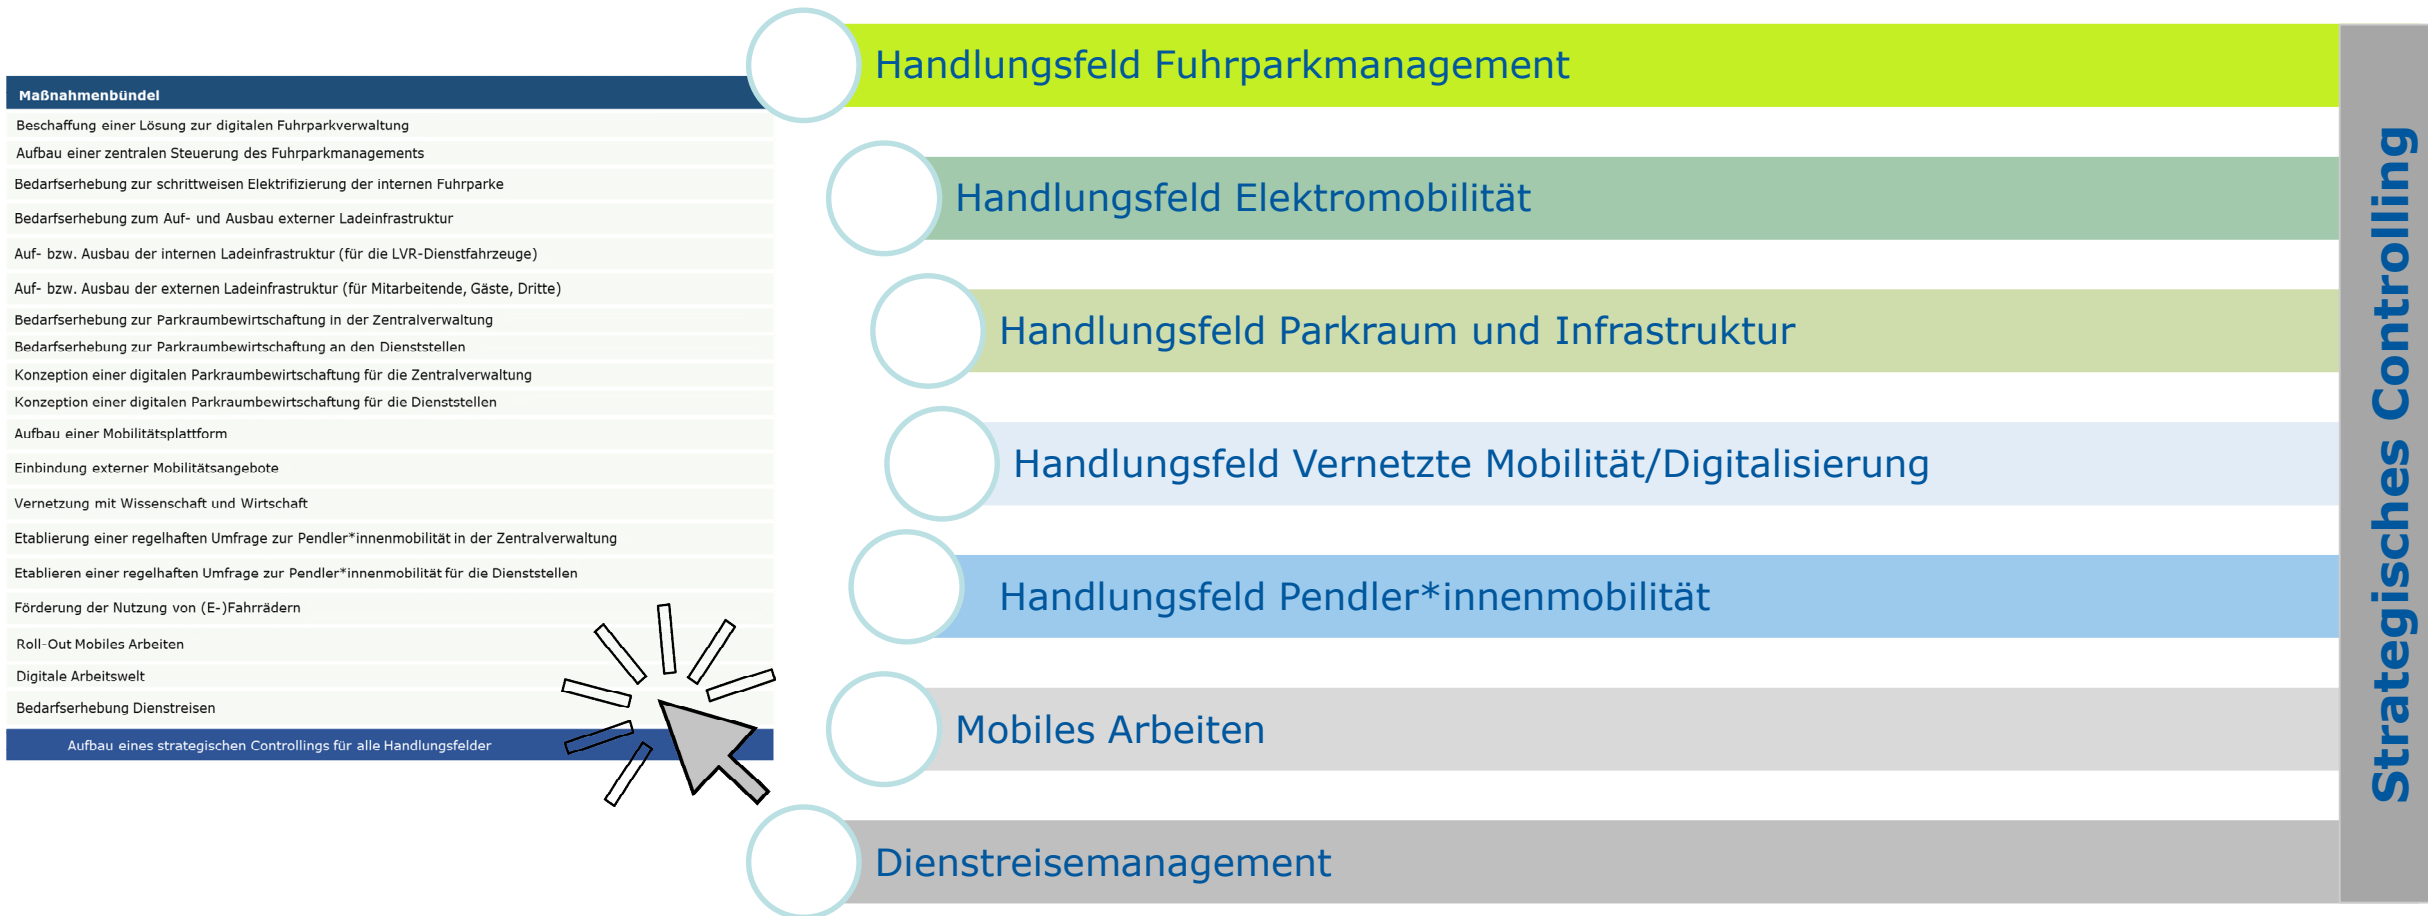 Maßnahmenbündel
Beschaffung einer Lösung zur digitalen Fuhrparkverwaltung
Aufbau einer zentralen Steuerung des Fuhrparkmanagements
Bedarfserhebung zur schrittweisen Elektrifizierung der internen Fuhrparke
Bedarfserhebung zum Auf- und Ausbau externer Ladeinfrastruktur
Auf- bzw. Ausbau der internen Ladeinfrastruktur (für die LVR-Dienstfahrzeuge)
Auf- bzw. Ausbau der externen Ladeinfrastruktur (für Mitarbeitende, Gäste, Dritte)
Bedarfserhebung zur Parkraumbewirtschaftung in der Zentralverwaltung
Bedarfserhebung zur Parkraumbewirtschaftung an den Dienststellen
Konzeption einer digitalen Parkraumbewirtschaftung für die Zentralverwaltung
Konzeption einer digitalen Parkraumbewirtschaftung für die Dienststellen
Aufbau einer Mobilitätsplattform
Einbindung externer Mobilitätsangebote
Vernetzung mit Wissenschaft und Wirtschaft
Etablierung einer regelhaften Umfrage zur Pendler*innenmobilität in der Zentralverwaltung
Etablieren einer regelhaften Umfrage zur Pendler*innenmobilität für die Dienststellen
Förderung der Nutzung von (E-)Fahrrädern
Roll-Out Mobiles Arbeiten
Digitale Arbeitswelt
Bedarfserhebung Dienstreisen
Aufbau eines strategischen Controllings für alle Handlungsfelder
Handlungsfeld Fuhrparkmanagement
Handlungsfeld Elektromobilität
Handlungsfeld Parkraum und Infrastruktur
Handlungsfeld Vernetzte Mobilität/Digitalisierung
Handlungsfeld Pendler*innenmobilität
Mobiles Arbeiten
Dienstreisemanagement
Strategisches Controlling